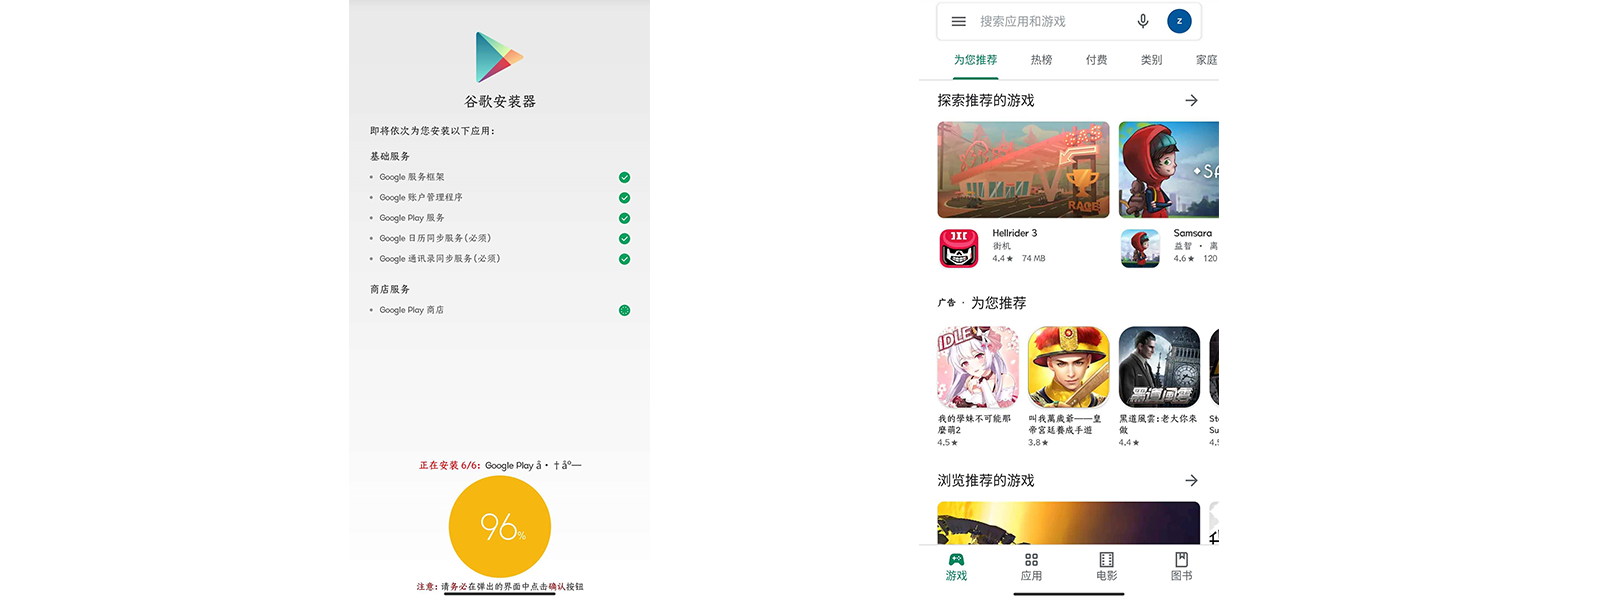 谷歌安装器
即将依次为您安装以下应用：
基础服务
• Google 服务框架
• Google 账户管理程序
• Google Play 服务
• Google 日历同步服务(必须)
• Google 通讯录同步服务(必须)
商店服务
• Google Play 商店
正在安装 6/6: Google Play å•†åº—
96%
注意: 请务必在弹出的界面中点击确认按钮
搜索应用和游戏
z
为您推荐 热榜 付费 类别 家庭
探索推荐的游戏
RACE
SA
Hellrider 3
街机
4.4★ 74 MB
Samsara
益智 • 离
4.6★ 120
广告 · 为您推荐
IDLE
黑道風雲
我的學妹不可能那
麼萌2
4.5★
叫我萬歲爺——皇
帝宮廷養成手遊
3.8★
黑道風雲:老大你來
做
4.4★
St
Su
4.5
浏览推荐的游戏
游戏 应用 电影 图书